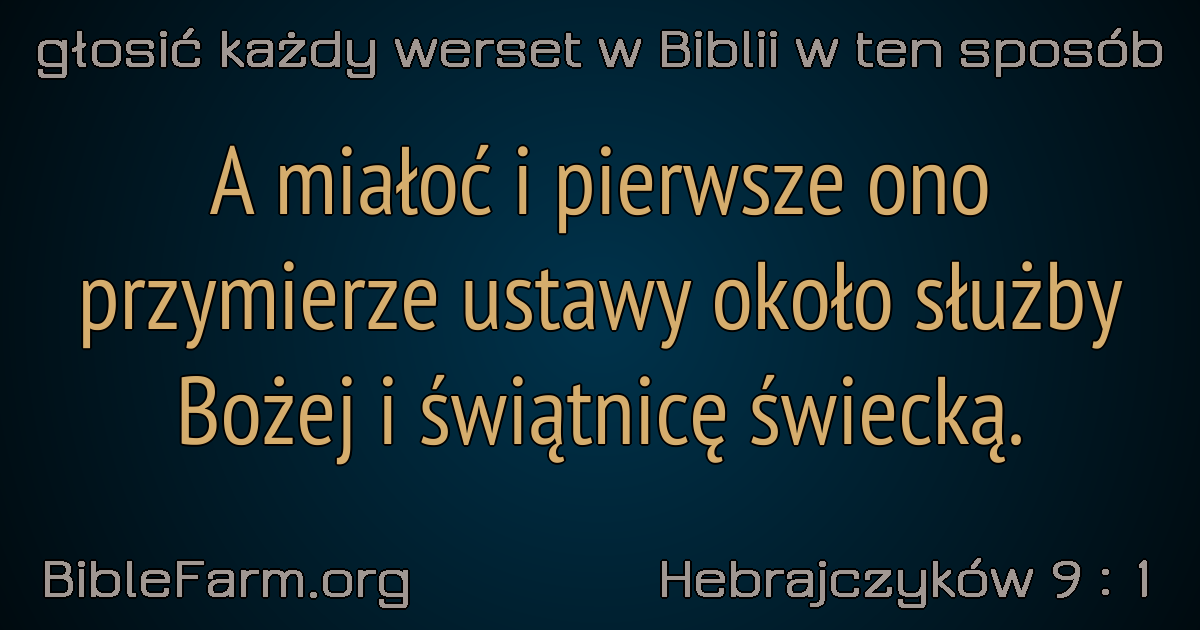 głosić każdy werset w Biblii w ten sposób
A miałoć i pierwsze ono
przymierze ustawy około służby
Bożej i świątnicę świecką.
BibleFarm.org
Hebrajczyków 9 : 1